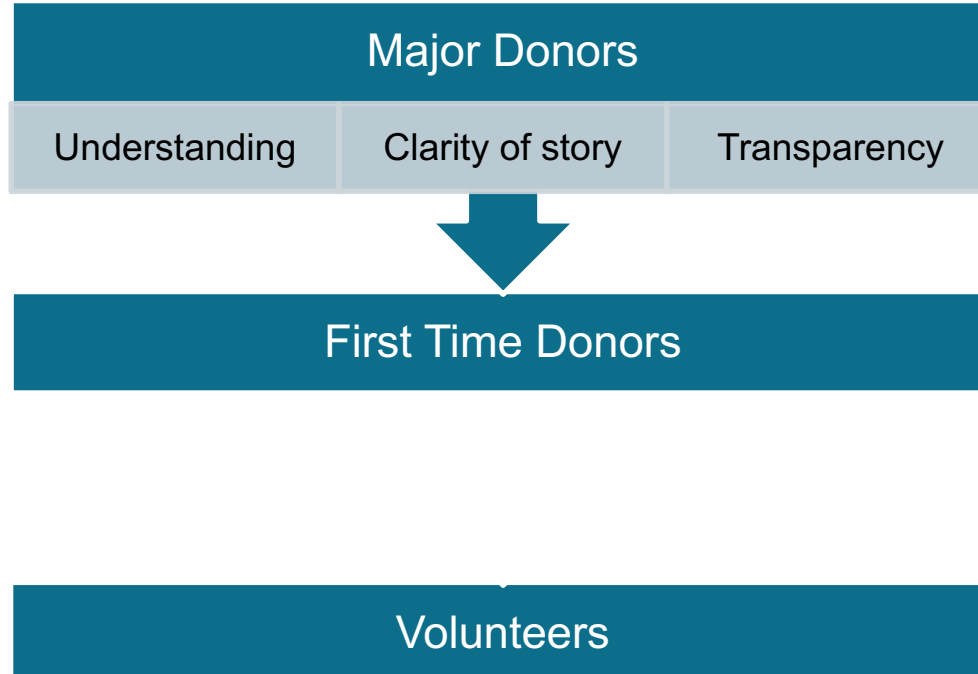 Major Donors
Understanding Clarity of story Transparency
First Time Donors
Volunteers